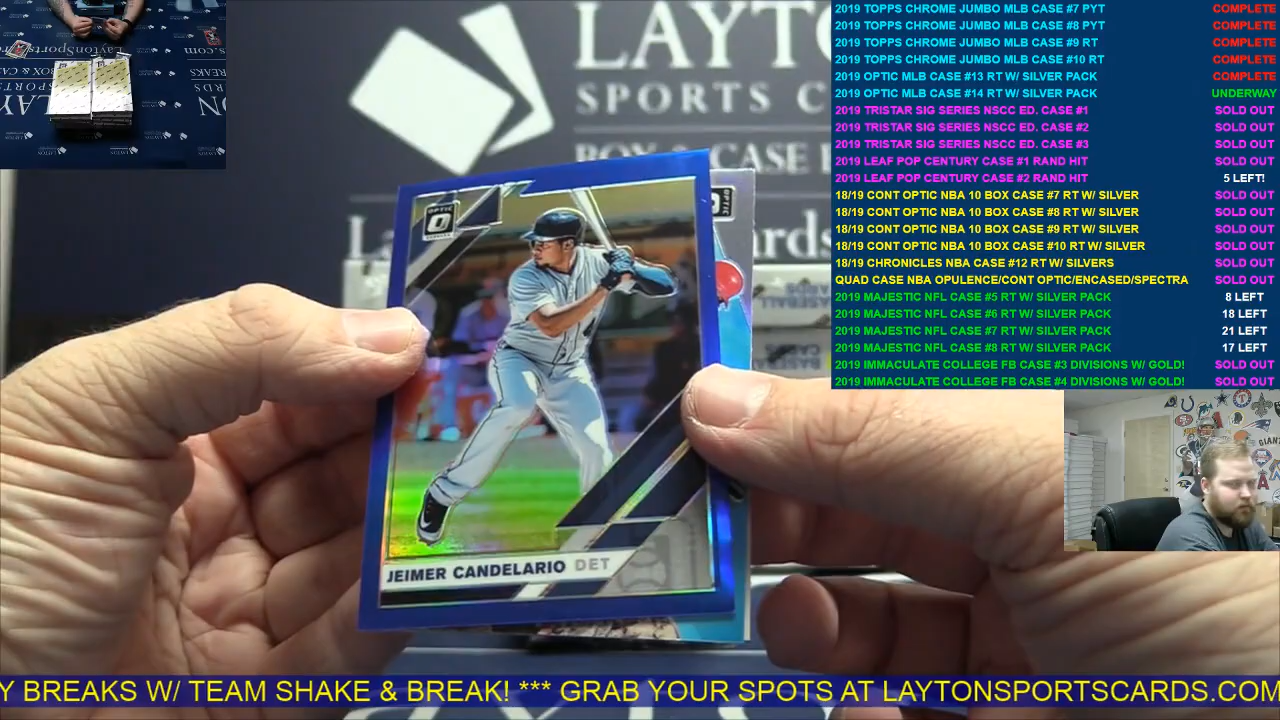 2019 TOPPS CHROME JUMBO MLB CASE #7 PYT COMPLETE
2019 TOPPS CHROME JUMBO MLB CASE #8 PYT COMPLETE
2019 TOPPS CHROME JUMBO MLB CASE #9 RT COMPLETE
2019 TOPPS CHROME JUMBO MLB CASE #10 RT COMPLETE
2019 OPTIC MLB CASE #13 RT W/ SILVER PACK COMPLETE
2019 OPTIC MLB CASE #14 RT W/ SILVER PACK UNDERWAY
2019 TRISTAR SIG SERIES NSCC ED. CASE #1 SOLD OUT
2019 TRISTAR SIG SERIES NSCC ED. CASE #2 SOLD OUT
2019 TRISTAR SIG SERIES NSCC ED. CASE #3 SOLD OUT
2019 LEAF POP CENTURY CASE #1 RAND HIT SOLD OUT
2019 LEAF POP CENTURY CASE #2 RAND HIT 5 LEFT!
18/19 CONT OPTIC NBA 10 BOX CASE #7 RT W/ SILVER SOLD OUT
18/19 CONT OPTIC NBA 10 BOX CASE #8 RT W/ SILVER SOLD OUT
18/19 CONT OPTIC NBA 10 BOX CASE #9 RT W/ SILVER SOLD OUT
18/19 CONT OPTIC NBA 10 BOX CASE #10 RT W/ SILVER SOLD OUT
18/19 CHRONICLES NBA CASE #12 RT W/ SILVERS SOLD OUT
QUAD CASE NBA OPULENCE/CONT OPTIC/ENCASED/SPECTRA SOLD OUT
2019 MAJESTIC NFL CASE #5 RT W/ SILVER PACK 8 LEFT
2019 MAJESTIC NFL CASE #6 RT W/ SILVER PACK 18 LEFT
2019 MAJESTIC NFL CASE #7 RT W/ SILVER PACK 21 LEFT
2019 MAJESTIC NFL CASE #8 RT W/ SILVER PACK 17 LEFT
2019 IMMACULATE COLLEGE FB CASE #3 DIVISIONS W/ GOLD! SOLD OUT
2019 IMMACULATE COLLEGE FB CASE #4 DIVISIONS W/ GOLD! SOLD OUT
LAYTON
SPORTS C
BOX & CASE
La
ards
OPTIC
OPTIC
JEIMER CANDELARIO DET
GIANTS
Y BREAKS W/ TEAM SHAKE & BREAK! *** GRAB YOUR SPOTS AT LAYTONSPORTSCARDS.COM